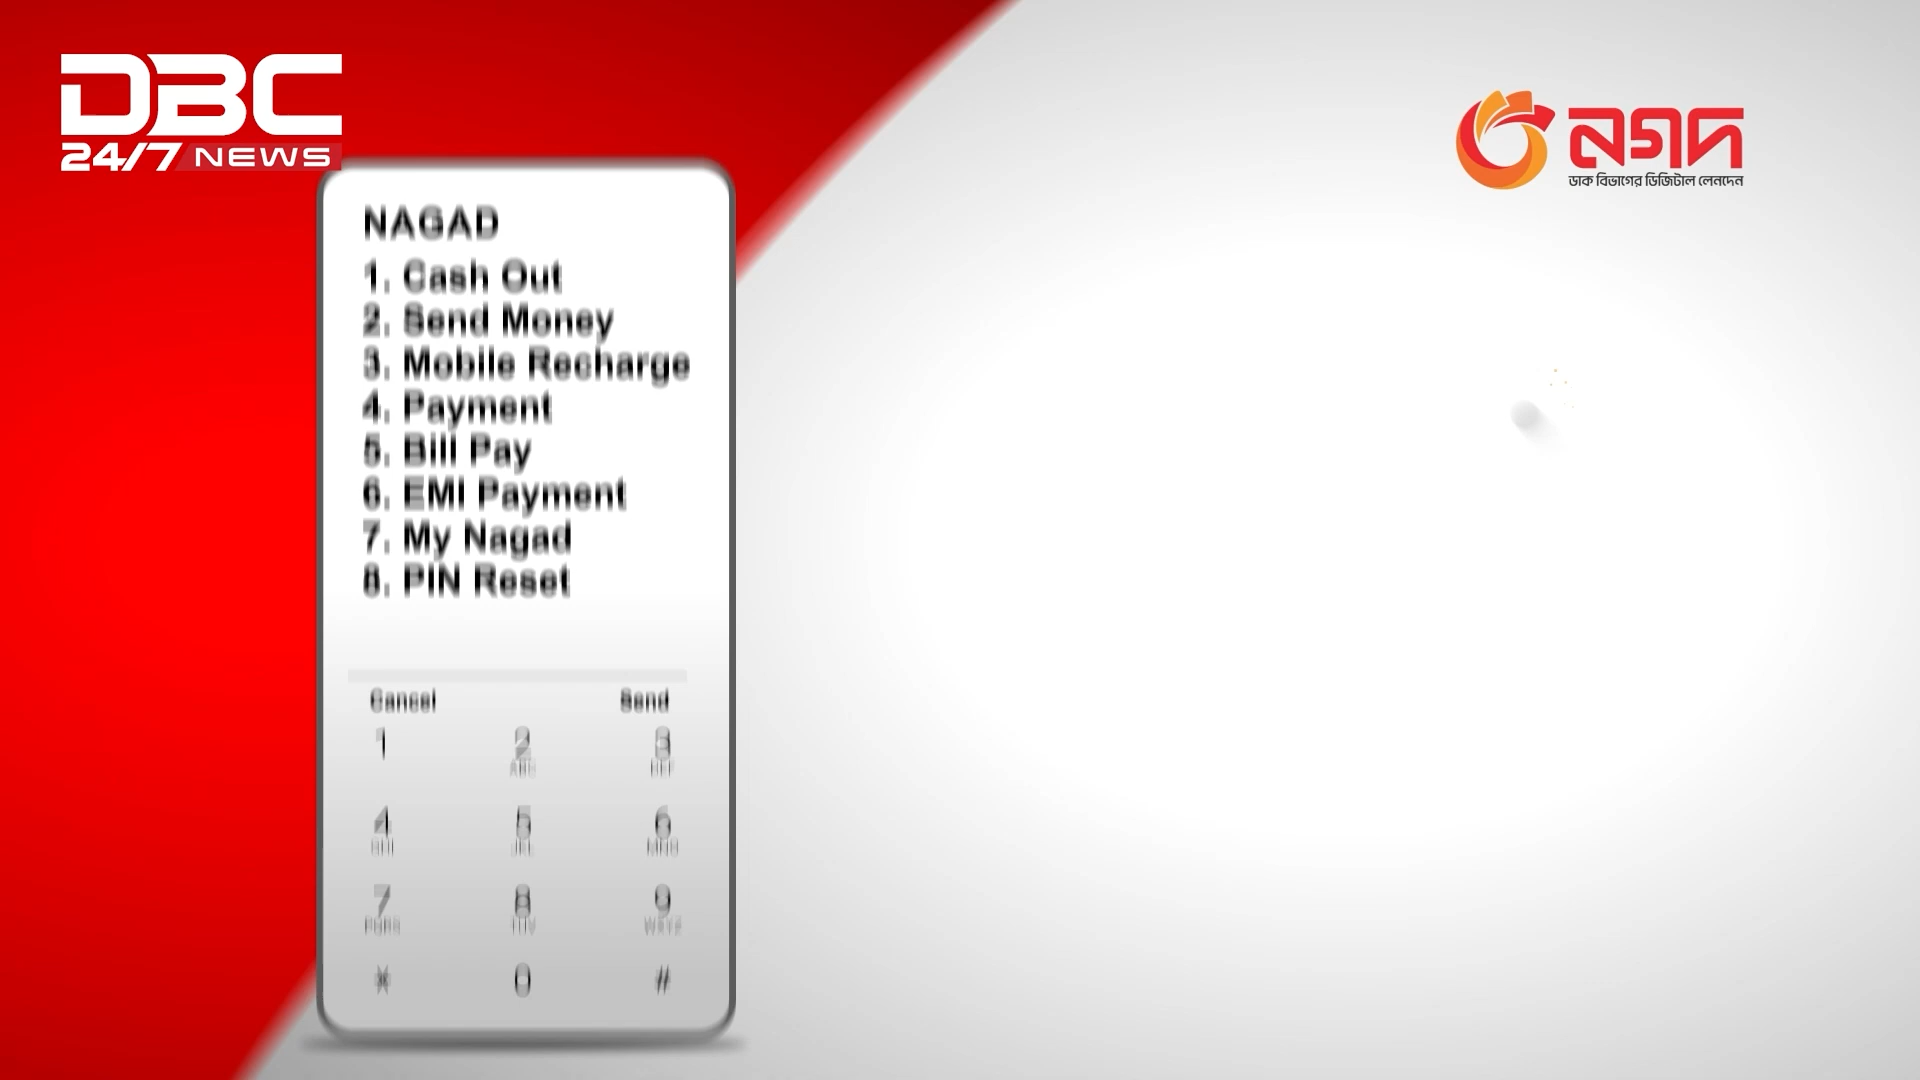 DBC
24/7 NEWS
নগদ
ডাক বিভাগের ডিজিটাল লেনদেন
NAGAD
1. Cash Out
2. Send Money
3. Mobile Recharge
4. Payment
5. Bill Pay
6. EMI Payment
7. My Nagad
8. PIN Reset
Cancel Send
1 2 3
4 5 6
7 8 9
* 0 #